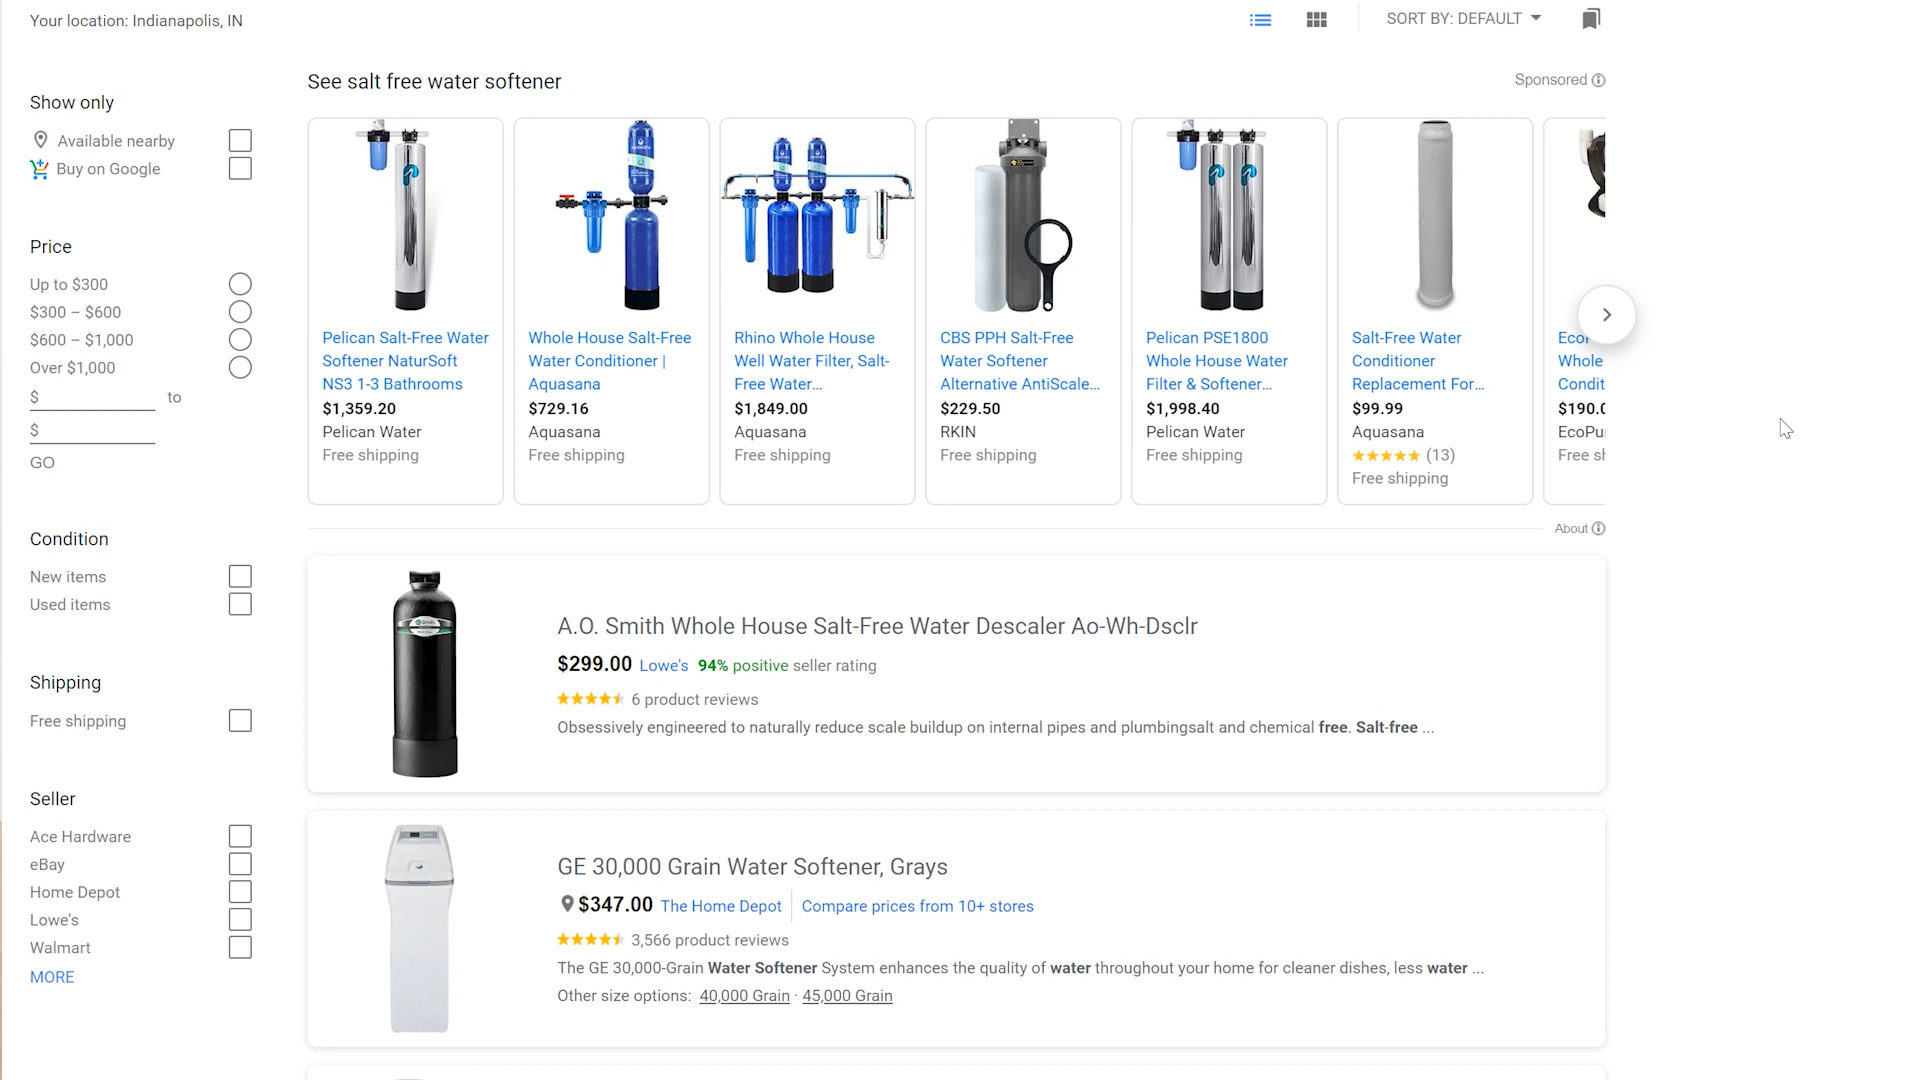 Your location: Indianapolis, IN
SORT BY: DEFAULT
Show only
Available nearby
Buy on Google
Price
Up to $300
$300 – $600
$600 – $1,000
Over $1,000
$ to
$
GO
Condition
New items
Used items
Shipping
Free shipping
Seller
Ace Hardware
eBay
Home Depot
Lowe's
Walmart
MORE
See salt free water softener
Sponsored
Pelican Salt-Free Water
Softener NaturSoft
NS3 1-3 Bathrooms
$1,359.20
Pelican Water
Free shipping
Whole House Salt-Free
Water Conditioner |
Aquasana
$729.16
Aquasana
Free shipping
Rhino Whole House
Well Water Filter, Salt-
Free Water...
$1,849.00
Aquasana
Free shipping
CBS PPH Salt-Free
Water Softener
Alternative AntiScale...
$229.50
RKIN
Free shipping
Pelican PSE1800
Whole House Water
Filter & Softener...
$1,998.40
Pelican Water
Free shipping
Salt-Free Water
Conditioner
Replacement For...
$99.99
Aquasana
(13)
Free shipping
Whole
Condit
$190.0
EcoPu
Free sh
About
A.O. Smith Whole House Salt-Free Water Descaler Ao-Wh-Dsclr
$299.00 Lowe's 94% positive seller rating
6 product reviews
Obsessively engineered to naturally reduce scale buildup on internal pipes and plumbingsalt and chemical free. Salt-free ...
GE 30,000 Grain Water Softener, Grays
$347.00 The Home Depot Compare prices from 10+ stores
3,566 product reviews
The GE 30,000-Grain Water Softener System enhances the quality of water throughout your home for cleaner dishes, less water ...
Other size options: 40,000 Grain · 45,000 Grain